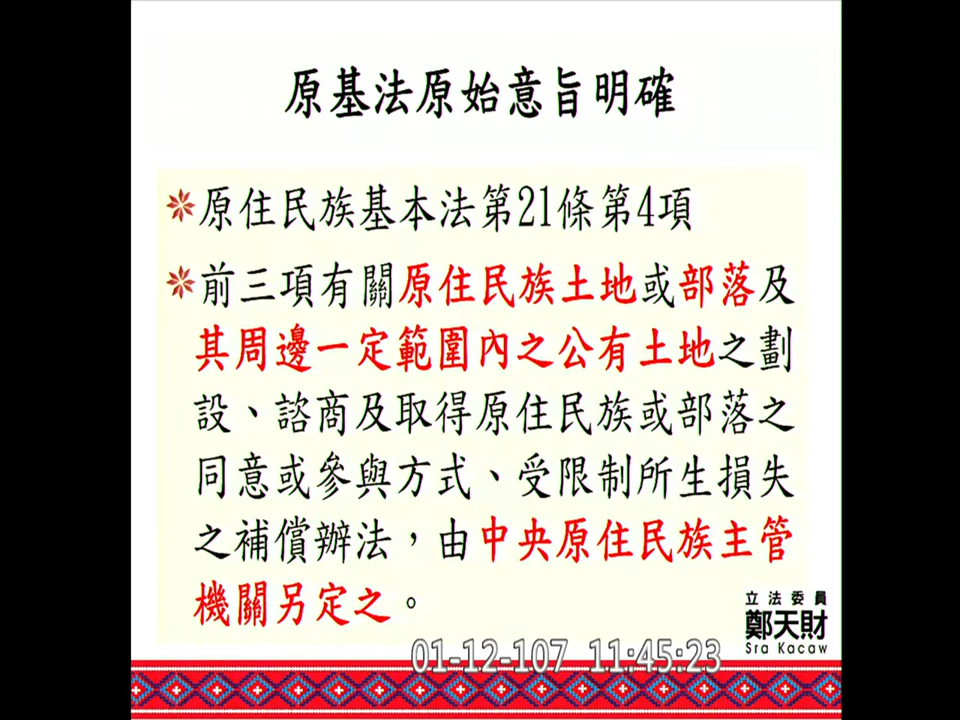 原基法原始意旨明確
原住民族基本法第21條第4項
前三項有關原住民族土地或部落及
其周邊一定範圍內之公有土地之劃
設、諮商及取得原住民族或部落之
同意或參與方式、受限制所生損失
之補償辦法，由中央原住民族主管
機關另定之。
立法委員
鄭天財
Sra Kacaw
01-12-107 11:45:23